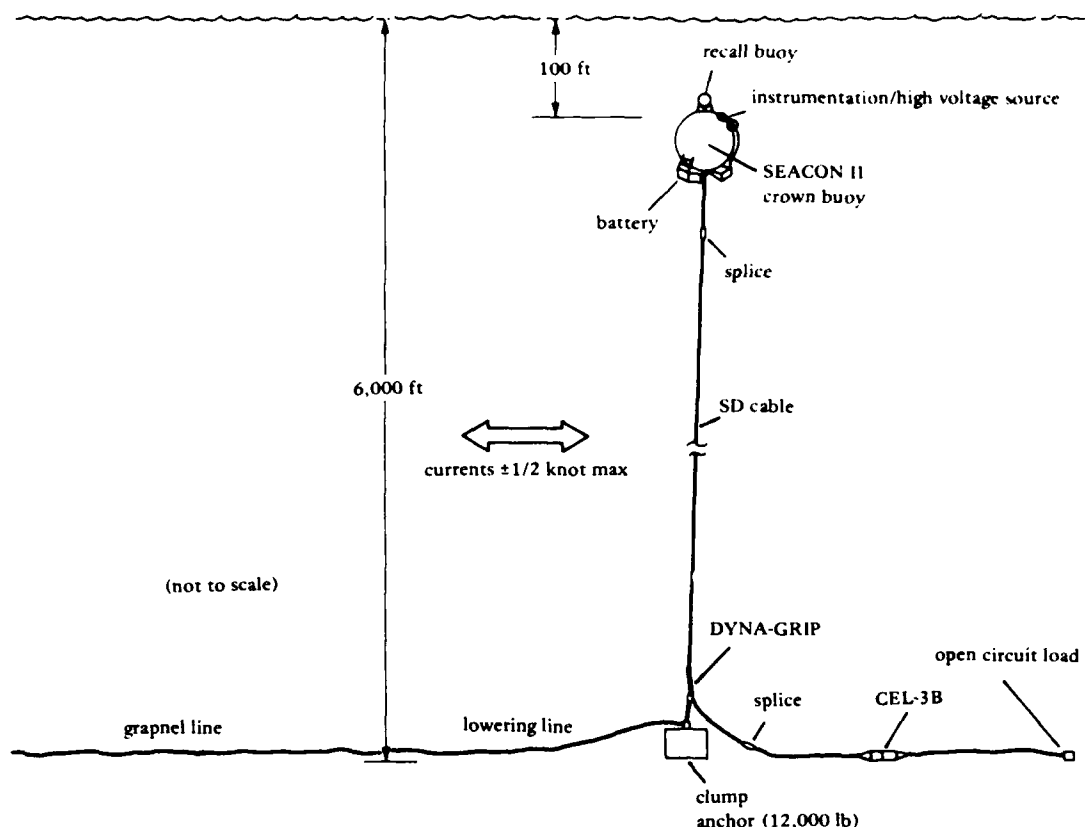 recall buoy
100 ft
instrumentation/high voltage source
SEACON II
crown buoy
battery
splice
6,000 ft
SD cable
currents ±1/2 knot max
(not to scale)
DYNA-GRIP
open circuit load
splice
CEL-3B
grapnel line
lowering line
clump
anchor (12,000 lb)